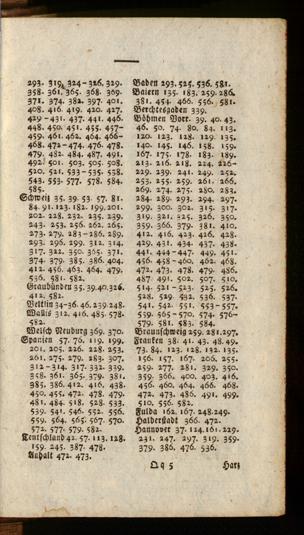 293. 319. 324-326. 329.
358. 361. 365. 368. 369.
371. 374. 382. 397. 401.
408. 416. 419. 420. 427.
429-431. 437. 441. 446.
448. 450. 451. 455. 457-
459. 461. 462. 464. 466-
468. 472-474. 476. 478.
479. 482. 484. 487. 491.
492. 501. 503. 505. 508.
520. 521. 533-535. 538.
543. 553. 577. 578. 584.
585.
Schweiz 35. 39. 53. 57. 81.
84. 91. 123. 182. 199. 201.
202. 228. 232. 235. 239.
243. 253. 256. 262. 265.
273. 279. 283-286. 289.
293. 296. 299. 312. 314.
317. 322. 350. 365. 371.
374. 379. 385. 386. 404.
412. 456. 463. 464. 479.
536. 581. 582.
Graubünden 35. 39. 40. 326.
412. 582.
Veltlin 34-36. 46. 239. 248.
Wallis 312. 416. 485. 578.
582.
Welsch Neuburg 369. 370.
Spanien 57. 76. 119. 199.
201. 205. 226. 228. 253.
261. 275. 279. 283. 307.
312-314. 317. 332. 339.
358. 361. 365. 379. 381.
385. 386. 412. 416. 438.
450. 455. 472. 478. 479.
481. 484. 518. 528. 533.
539. 541. 546. 552. 556.
559. 564. 565. 567. 570.
572. 577. 579. 582.
Teutschland 42. 57. 113. 128.
159. 245. 387. 478.
Anhalt 472. 473.
Baden 293. 525. 536. 581.
Baiern 135. 183. 259. 286.
381. 454. 466. 556. 581.
Berchtesgaden 339.
Böhmen Vorr. 39. 40. 43.
46. 50. 74. 80. 84. 113.
120. 123. 128. 129. 135.
140. 145. 146. 158. 159.
167. 175. 178. 183. 189.
213. 216. 218. 224. 226-
229. 239. 241. 249. 252.
253. 255. 259. 261. 266.
269. 274. 275. 280. 283.
284. 289. 293. 294. 297.
299. 300. 302. 315. 317.
319. 321. 325. 326. 350.
359. 366. 379. 381. 410.
412. 416. 423. 426. 428.
429. 431. 434. 437. 438.
441. 444-447. 449. 451.
456. 458-460. 462. 468.
472. 473. 478. 479. 486.
487. 491. 502. 507. 510.
514. 521-523. 525. 526.
528. 529. 532. 536. 537.
541. 542. 551. 553-557.
559. 565-570. 574. 576-
579. 581. 583. 584.
Braunschweig 259. 281. 297.
Franken 38. 41. 43. 48. 49.
73. 84. 123. 128. 132. 135.
156. 157. 167. 206. 255.
259. 277. 281. 329. 350.
359. 366. 400. 403. 416.
456. 460. 464. 466. 468.
472. 473. 486. 491. 499.
510. 556. 582.
Fulda 162. 167. 248. 249.
Halberstadt 366. 472.
Hannover 37. 124. 161. 229.
231. 247. 297. 319. 359.
379. 386. 476. 536.
Qq 5 Harz